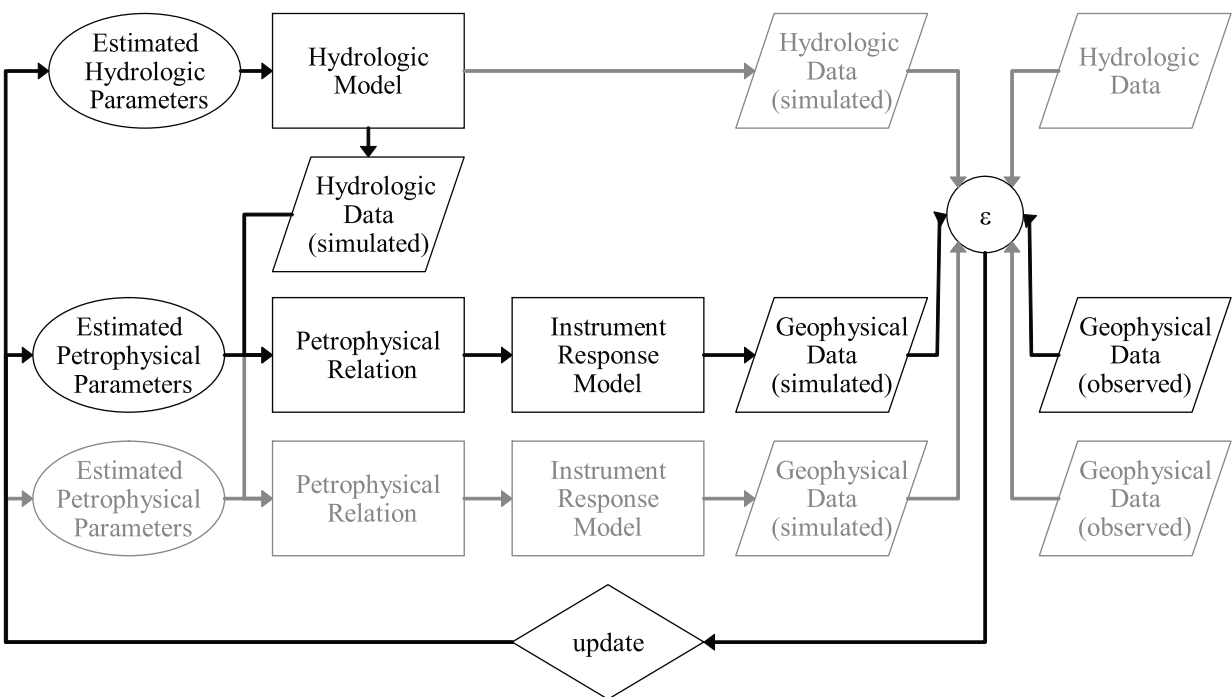 Estimated
Hydrologic
Parameters
Hydrologic
Model
Hydrologic
Data
(simulated)
Hydrologic
Data
Hydrologic
Data
(simulated)
ε
Estimated
Petrophysical
Parameters
Petrophysical
Relation
Instrument
Response
Model
Geophysical
Data
(simulated)
Geophysical
Data
(observed)
Estimated
Petrophysical
Parameters
Petrophysical
Relation
Instrument
Response
Model
Geophysical
Data
(simulated)
Geophysical
Data
(observed)
update